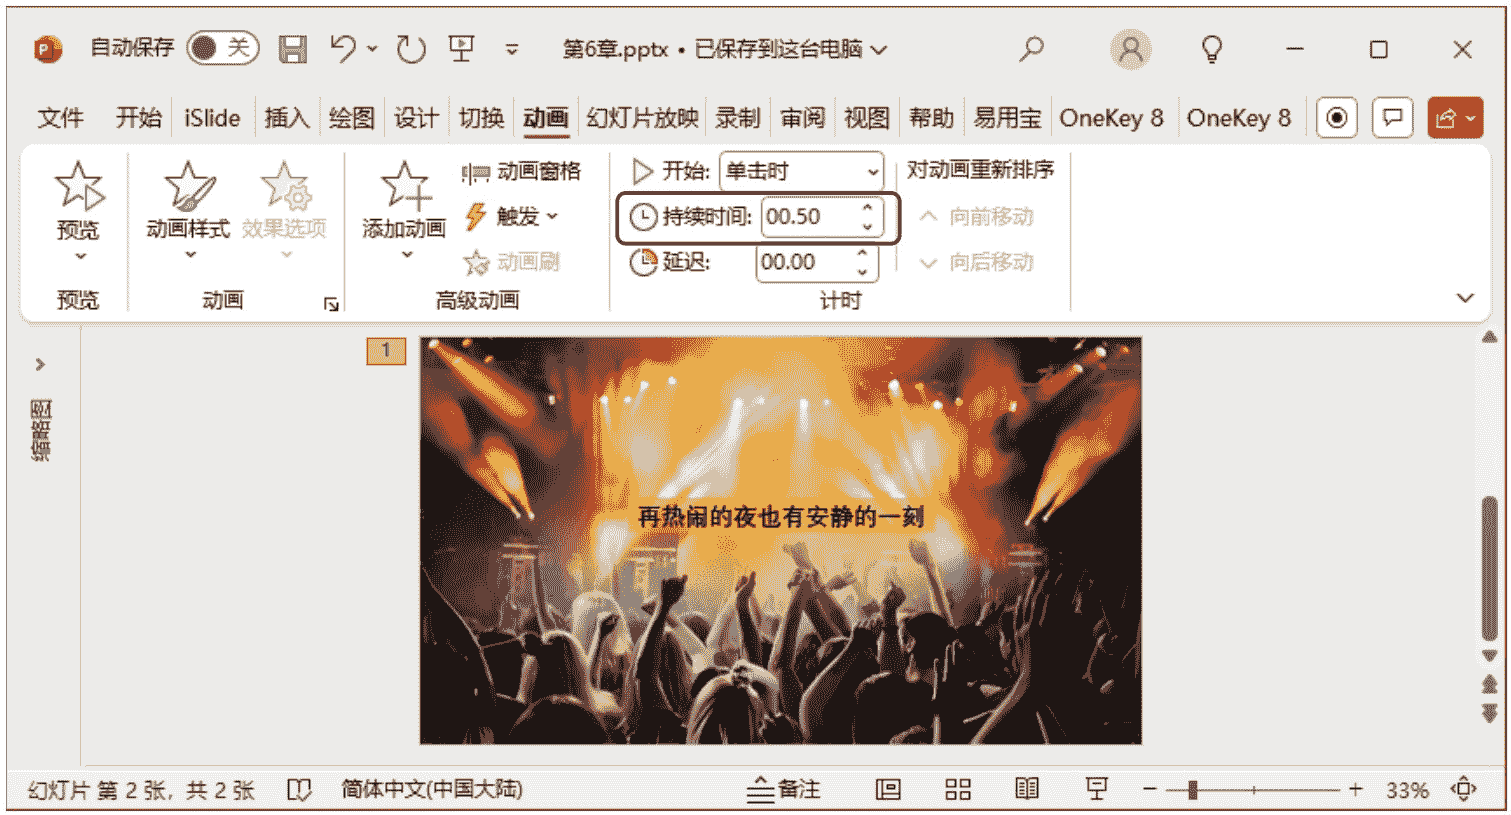 自动保存 关 第6章.pptx • 已保存到这台电脑
文件 开始 iSlide 插入 绘图 设计 切换 动画 幻灯片放映 录制 审阅 视图 帮助 易用宝 OneKey 8 OneKey 8
预览 动画样式 效果选项 添加动画 动画窗格 开始: 单击时 对动画重新排序
触发 持续时间: 00.50 向前移动
动画刷 延迟: 00.00 向后移动
预览 动画 高级动画 计时
1
缩略图
再热闹的夜也有安静的一刻
幻灯片 第 2 张，共 2 张 简体中文(中国大陆) 备注 33%